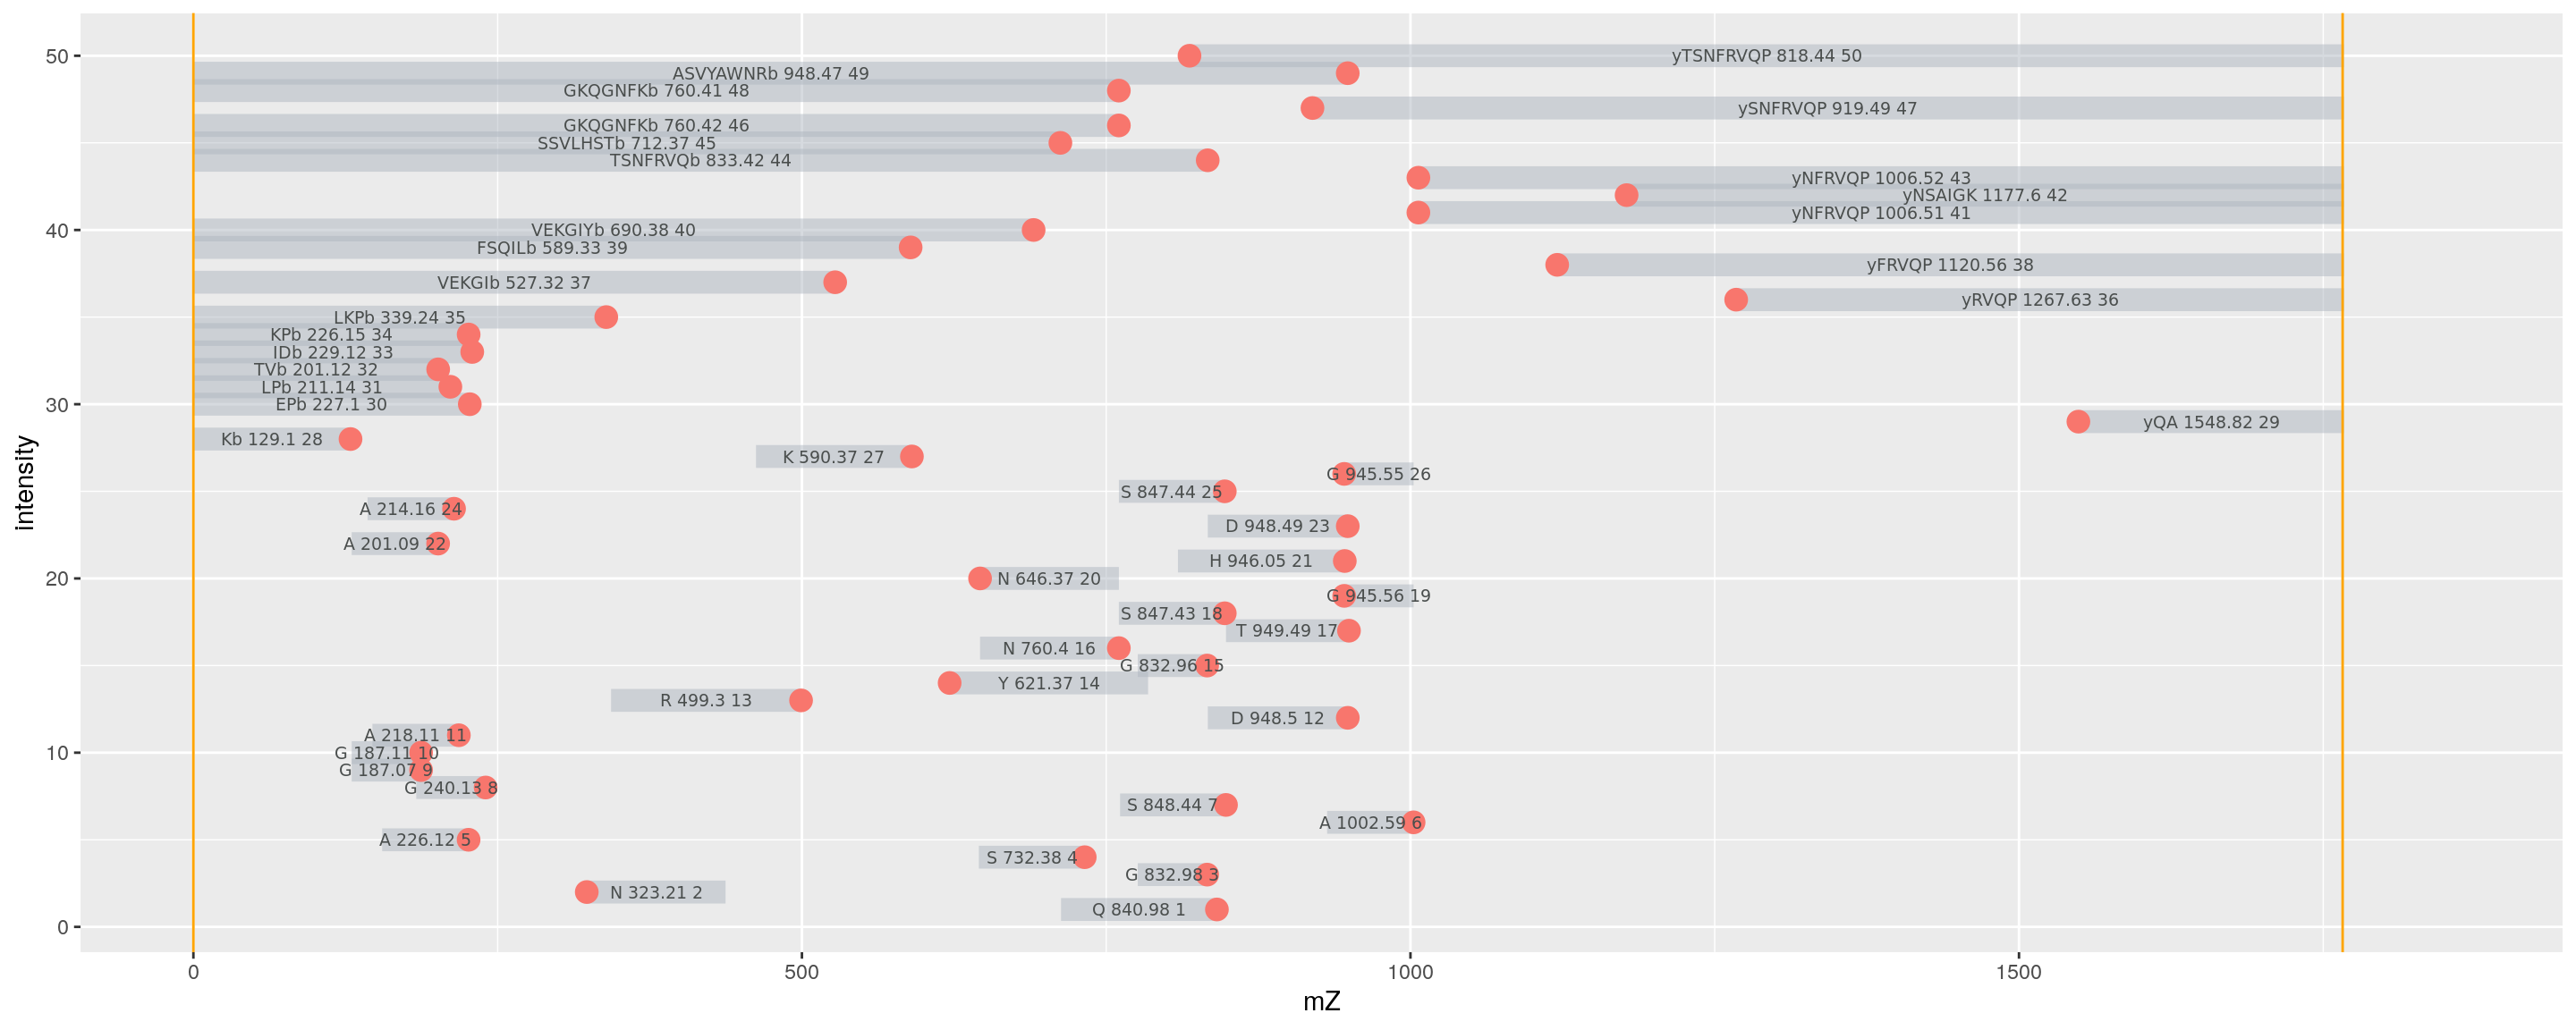 50
yTSNFRVQP 818.44 50
ASVYAWNRb 948.47 49
GKQGNFKb 760.41 48
ySNFRVQP 919.49 47
GKQGNFKb 760.42 46
SSVLHSTb 712.37 45
TSNFRVQb 833.42 44
yNFRVQP 1006.52 43
yNSAIGK 1177.6 42
yNFRVQP 1006.51 41
40
VEKGIYb 690.38 40
FSQILb 589.33 39
yFRVQP 1120.56 38
VEKGIb 527.32 37
yRVQP 1267.63 36
LKPb 339.24 35
KPb 226.15 34
IDb 229.12 33
TVb 201.12 32
LPb 211.14 31
30
EPb 227.1 30
yQA 1548.82 29
Kb 129.1 28
K 590.37 27
G 945.55 26
S 847.44 25
A 214.16 24
D 948.49 23
A 201.09 22
H 946.05 21
20
N 646.37 20
G 945.56 19
S 847.43 18
T 949.49 17
N 760.4 16
G 832.96 15
Y 621.37 14
R 499.3 13
D 948.5 12
A 218.11 11
10
G 187.11 10
G 187.07 9
G 240.13 8
S 848.44 7
A 1002.59 6
A 226.12 5
S 732.38 4
G 832.98 3
N 323.21 2
Q 840.98 1
0
intensity
0 500 1000 1500
mZ